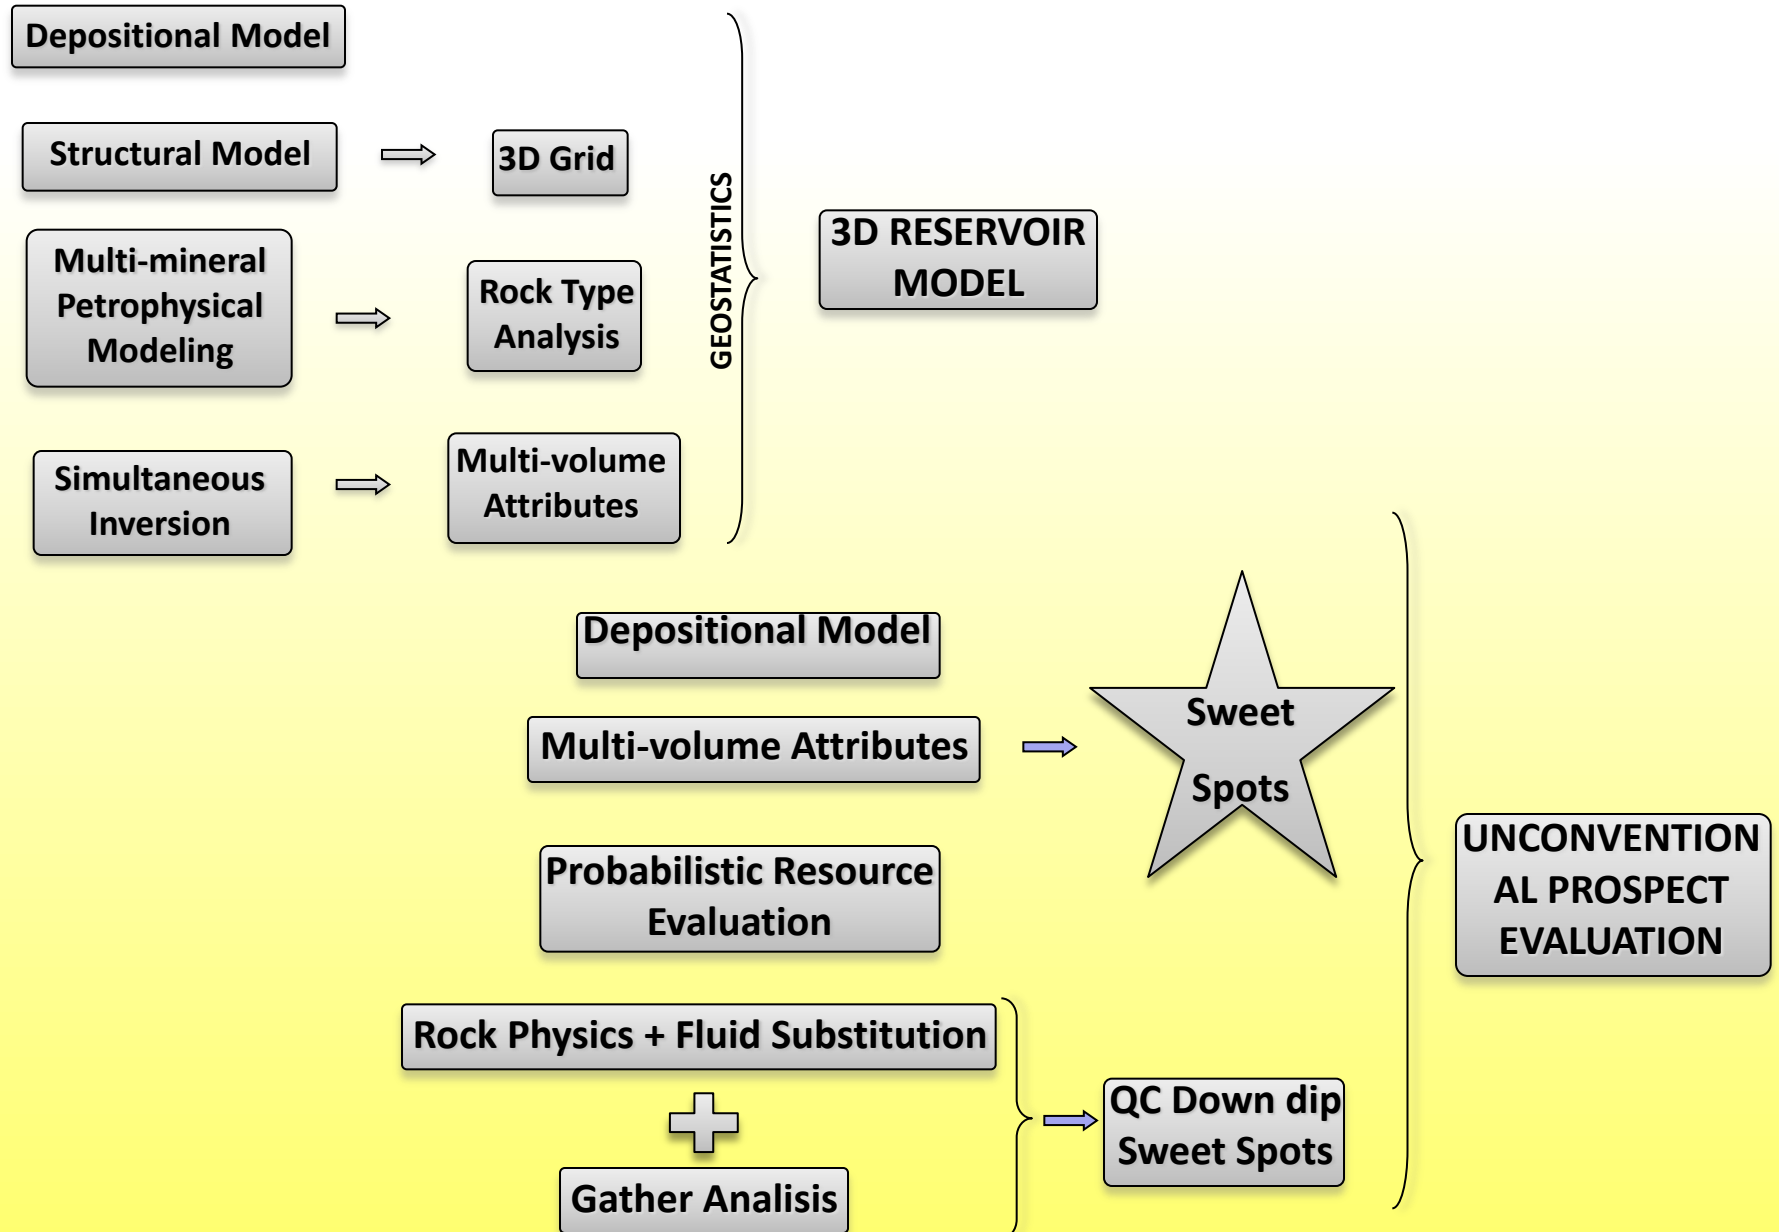 Depositional Model
Structural Model
3D Grid
Multi-mineral
Petrophysical
Modeling
Rock Type
Analysis
Simultaneous
Inversion
Multi-volume
Attributes
GEOSTATISTICS
3D RESERVOIR
MODEL
Depositional Model
Multi-volume Attributes
Sweet
Spots
Probabilistic Resource
Evaluation
Rock Physics + Fluid Substitution
Gather Analisis
QC Down dip
Sweet Spots
UNCONVENTION
AL PROSPECT
EVALUATION